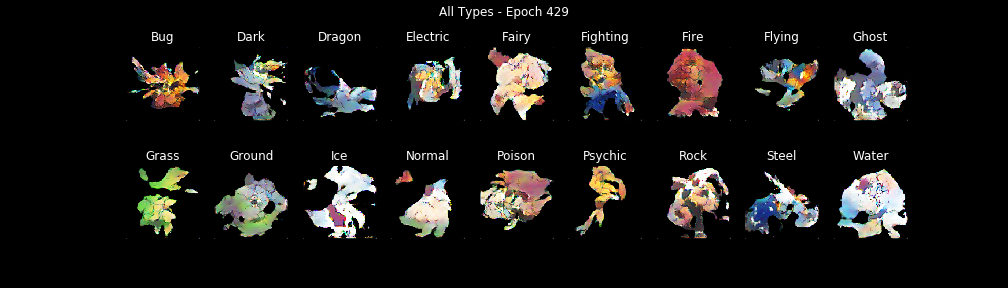 All Types - Epoch 429
Bug Dark Dragon Electric Fairy Fighting Fire Flying Ghost
Grass Ground Ice Normal Poison Psychic Rock Steel Water